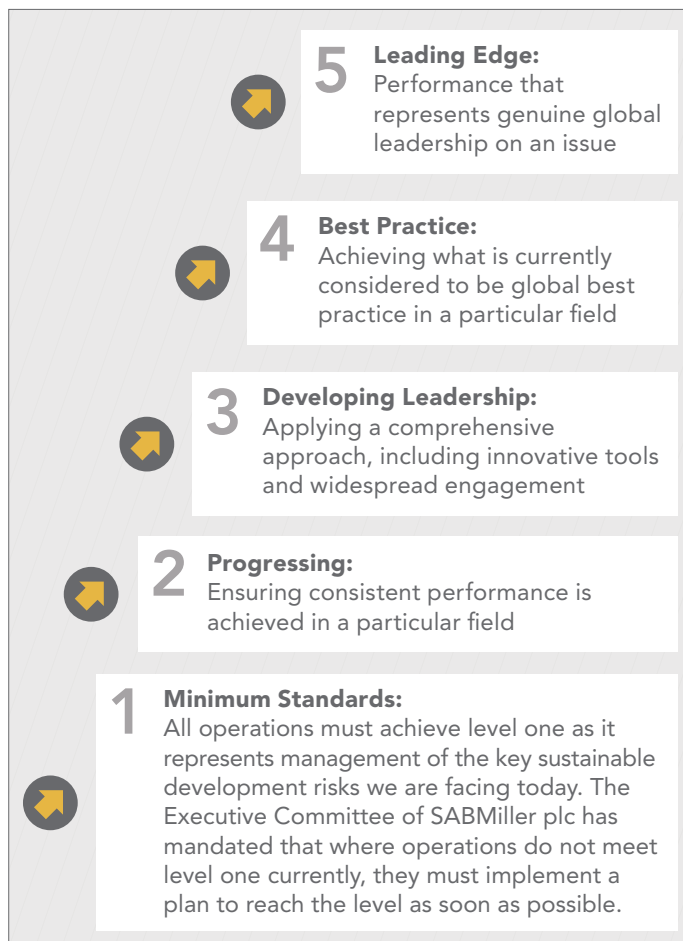 5
Leading Edge:
Performance that
represents genuine global
leadership on an issue
4
Best Practice:
Achieving what is currently
considered to be global best
practice in a particular field
3
Developing Leadership:
Applying a comprehensive
approach, including innovative tools
and widespread engagement
2
Progressing:
Ensuring consistent performance is
achieved in a particular field
1
Minimum Standards:
All operations must achieve level one as it
represents management of the key sustainable
development risks we are facing today. The
Executive Committee of SABMiller plc has
mandated that where operations do not meet
level one currently, they must implement a
plan to reach the level as soon as possible.